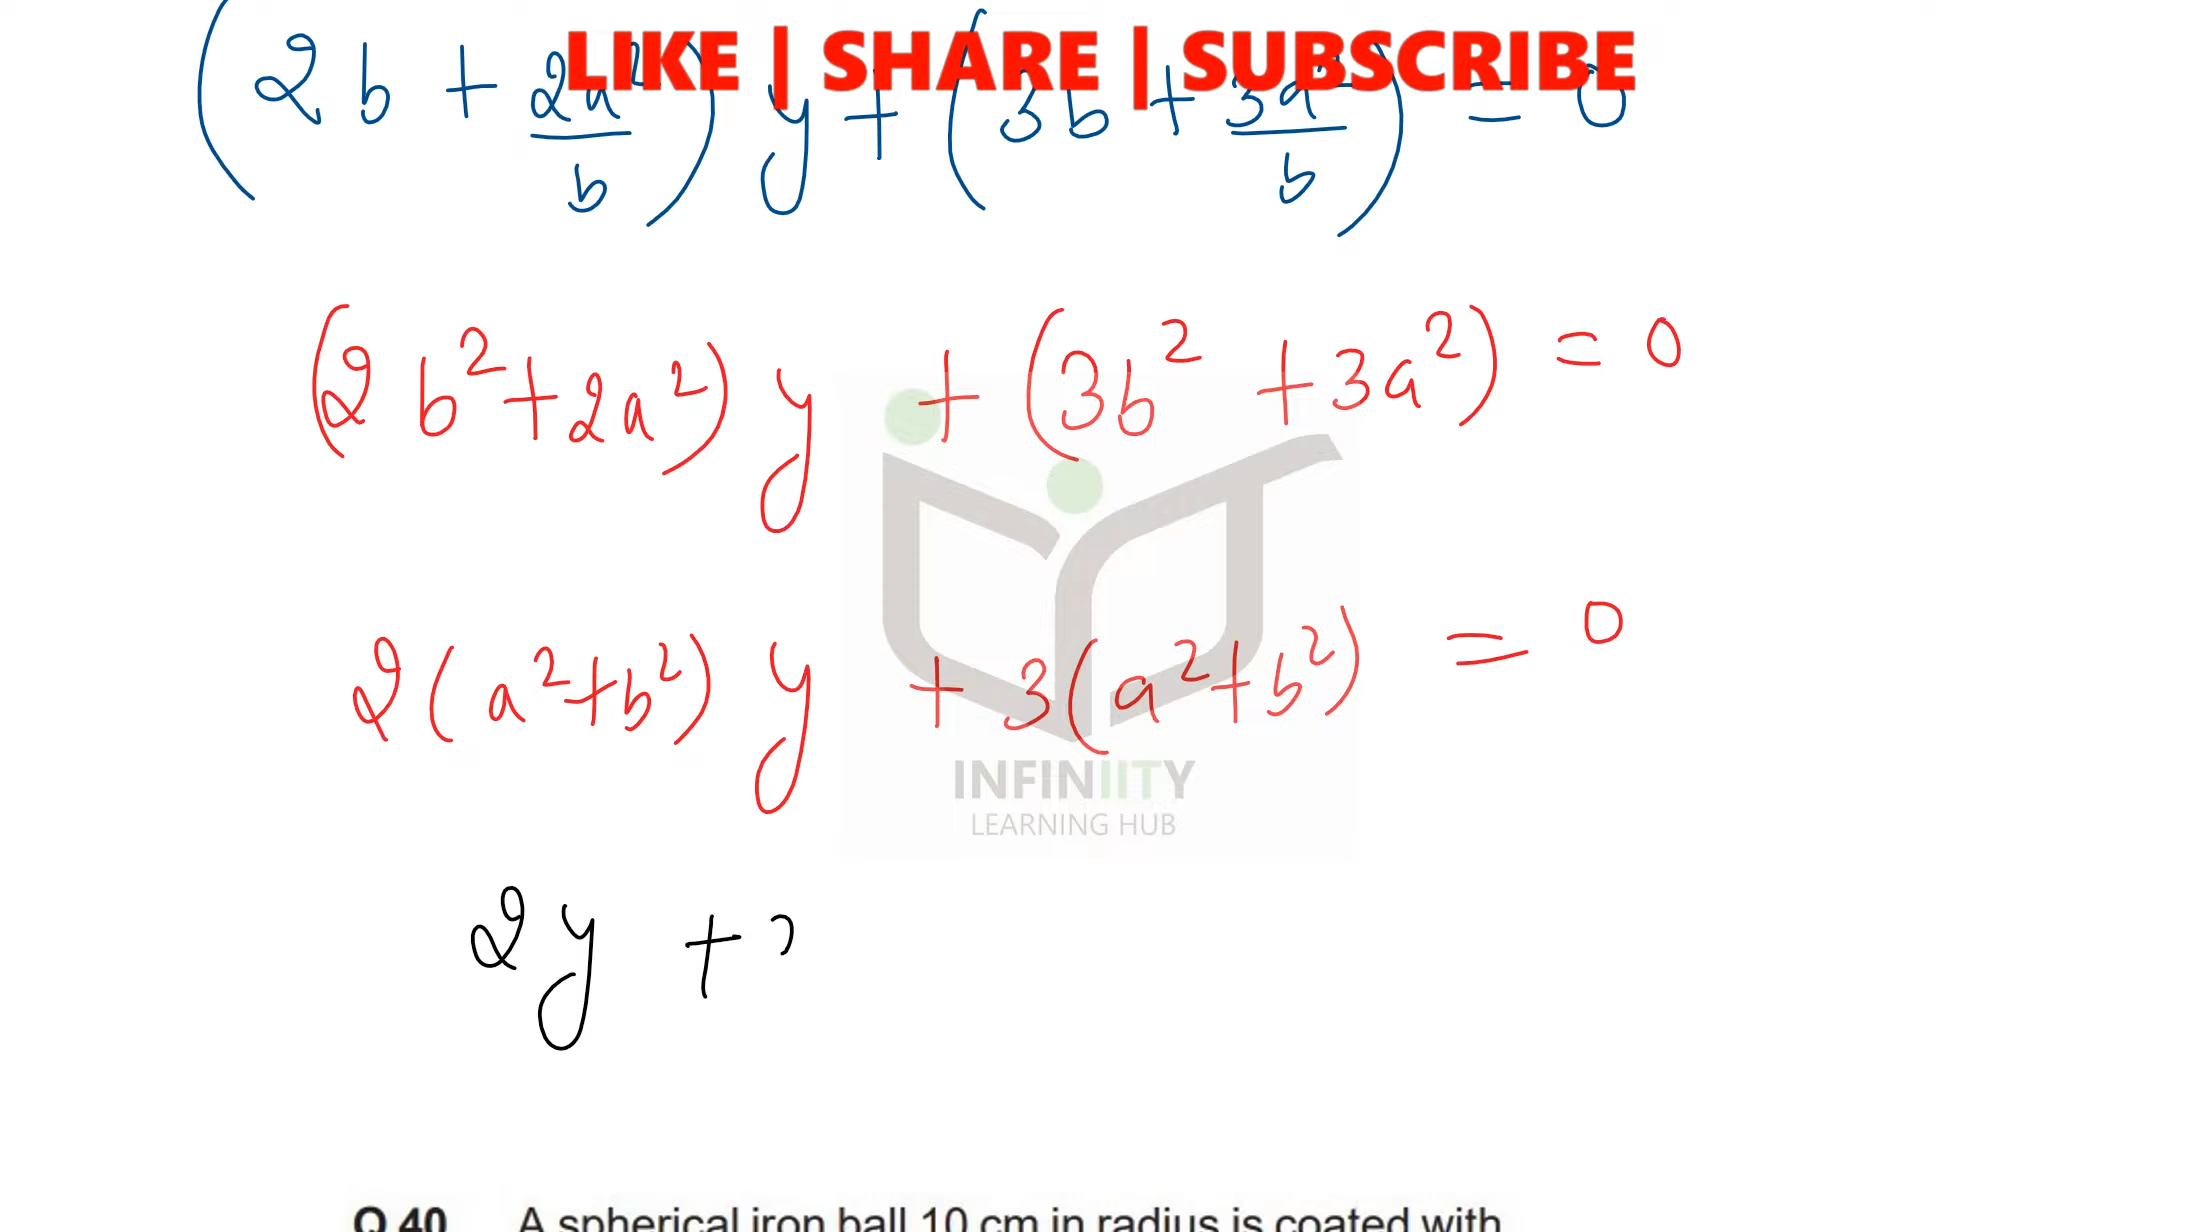 LIKE | SHARE | SUBSCRIBE
(2b + 2a²/b) y + (3b + 3a²/b) = 0
(2b² + 2a²) y + (3b² + 3a²) = 0
2(a² + b²) y + 3(a² + b²) = 0
INFINIITY
LEARNING HUB
2y +
Q 40 A spherical iron ball 10 cm in radius is coated with